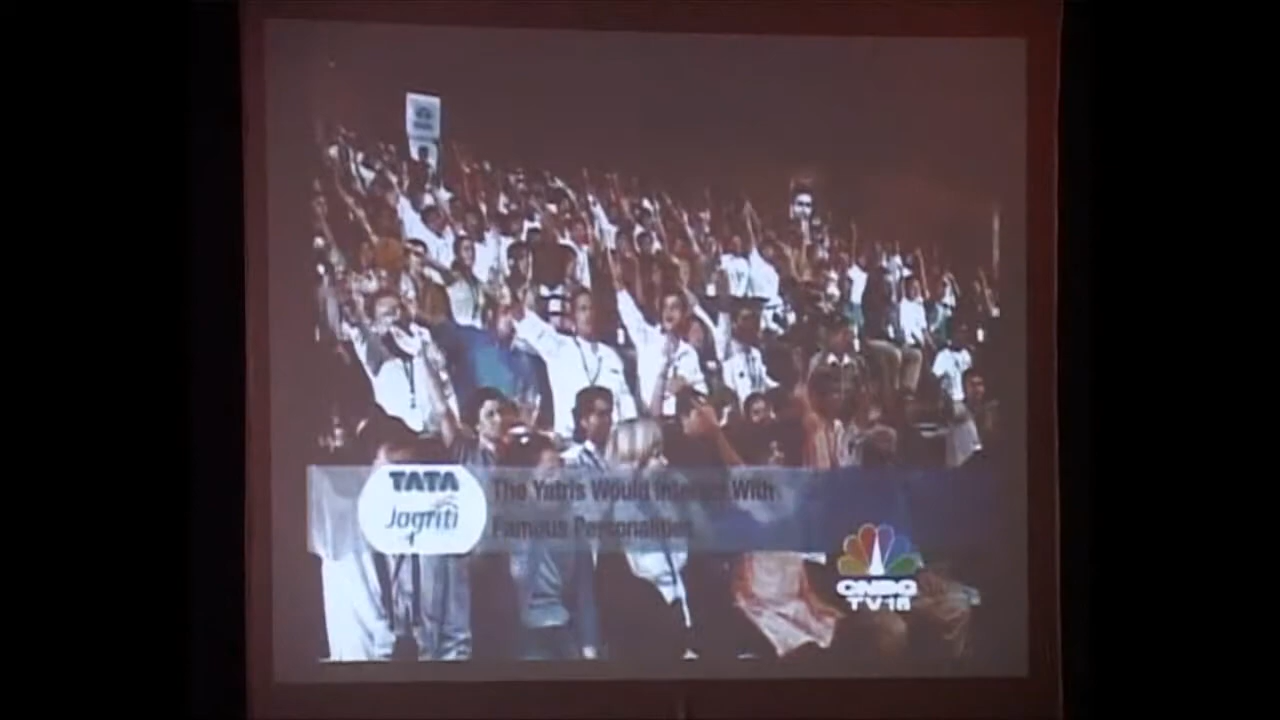 TATA
Jagriti
The Yatris Would Interact With
Famous Personalities
CNBC
TV18